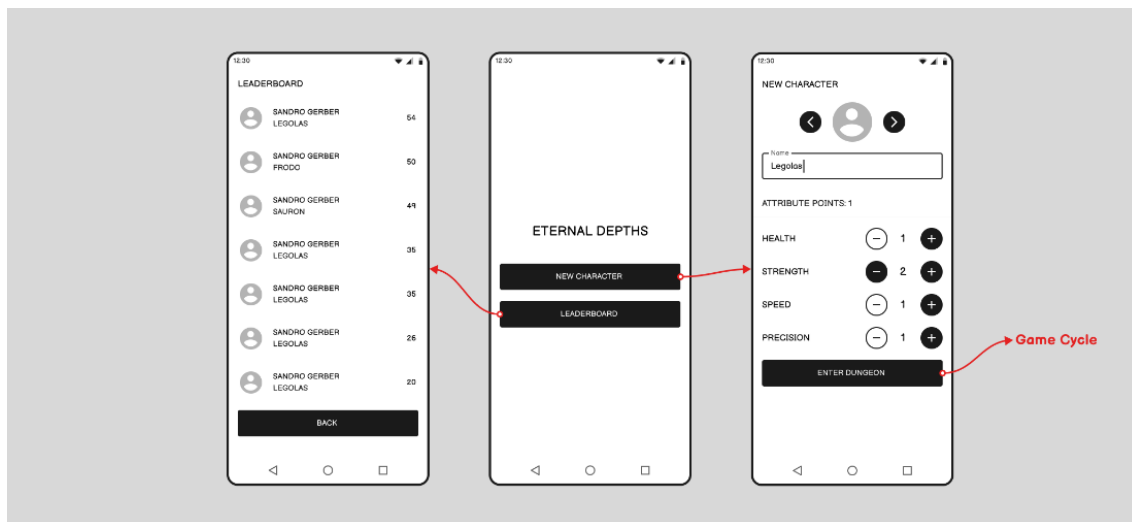 12:30
LEADERBOARD
SANDRO GERBER
LEGOLAS
54
SANDRO GERBER
FRODO
50
SANDRO GERBER
SAURON
49
SANDRO GERBER
LEGOLAS
35
SANDRO GERBER
LEGOLAS
35
SANDRO GERBER
LEGOLAS
26
SANDRO GERBER
LEGOLAS
20
BACK
12:30
ETERNAL DEPTHS
NEW CHARACTER
LEADERBOARD
12:30
NEW CHARACTER
Name
Legolas
ATTRIBUTE POINTS: 1
HEALTH − 1 +
STRENGTH − 2 +
SPEED − 1 +
PRECISION − 1 +
ENTER DUNGEON
Game Cycle